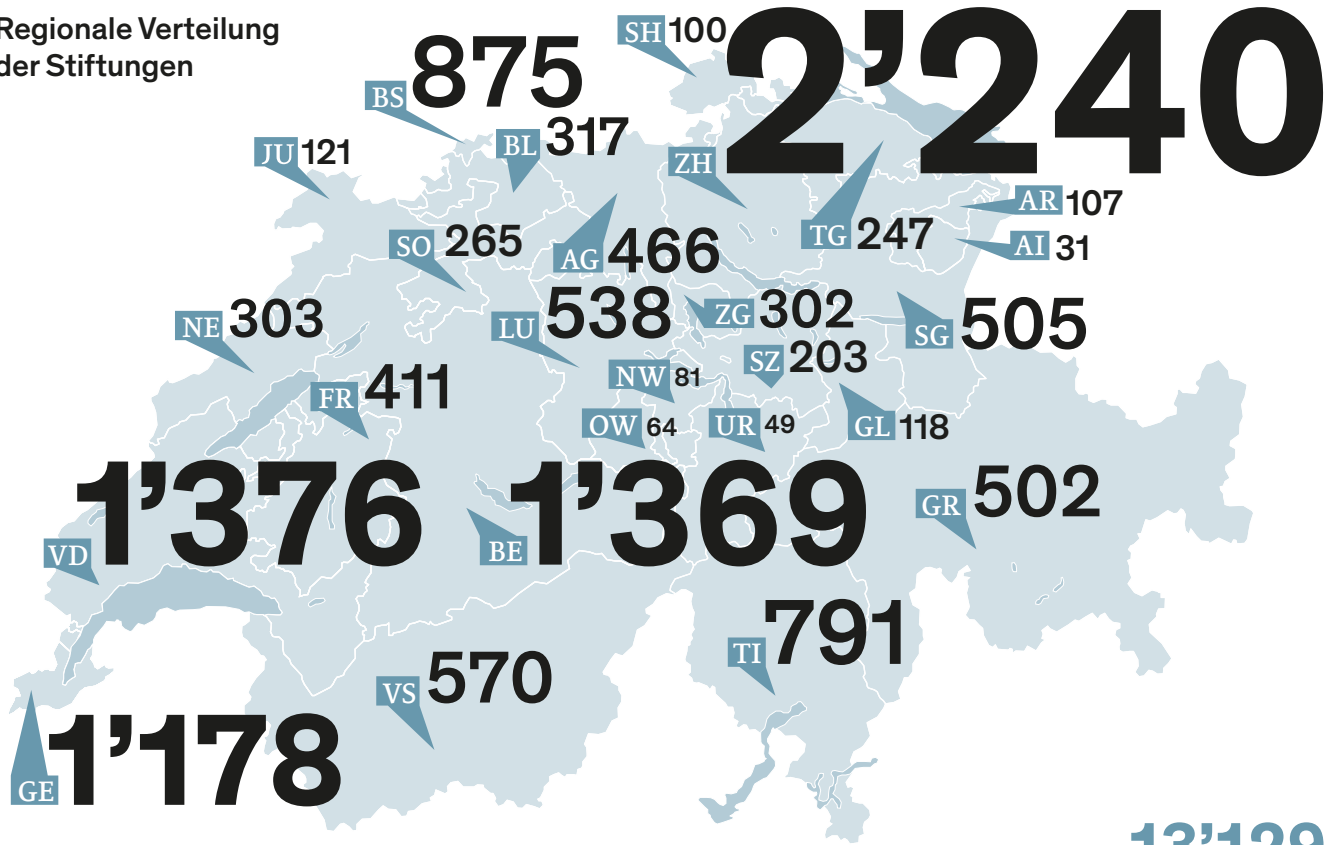 Regionale Verteilung
der Stiftungen
SH 100
2’240
ZH
BS 875
BL 317
JU 121
AR 107
TG 247
AI 31
SO 265
AG 466
NE 303
LU 538
ZG 302
SG 505
SZ 203
NW 81
FR 411
OW 64
UR 49
GL 118
VD 1’376
BE 1’369
GR 502
TI 791
VS 570
GE 1’178
13’129